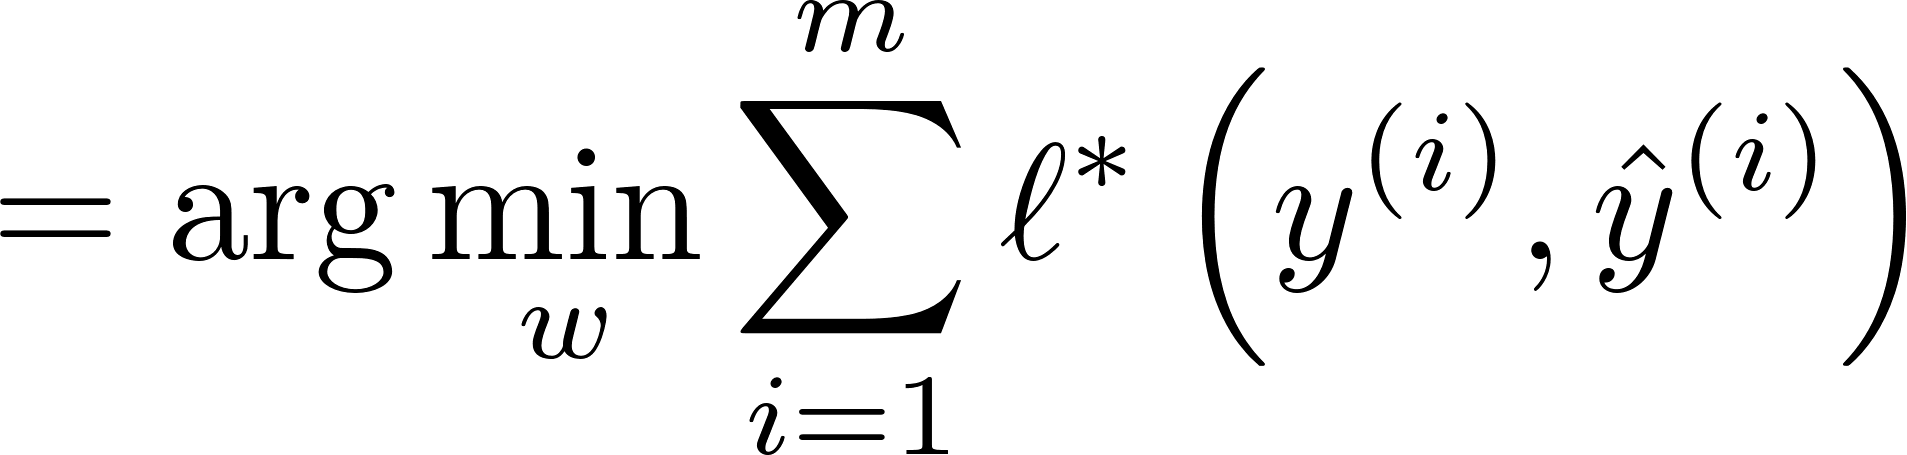 = arg min_w ∑_{i=1}^{m} ℓ* ( y^{(i)}, ŷ^{(i)} )